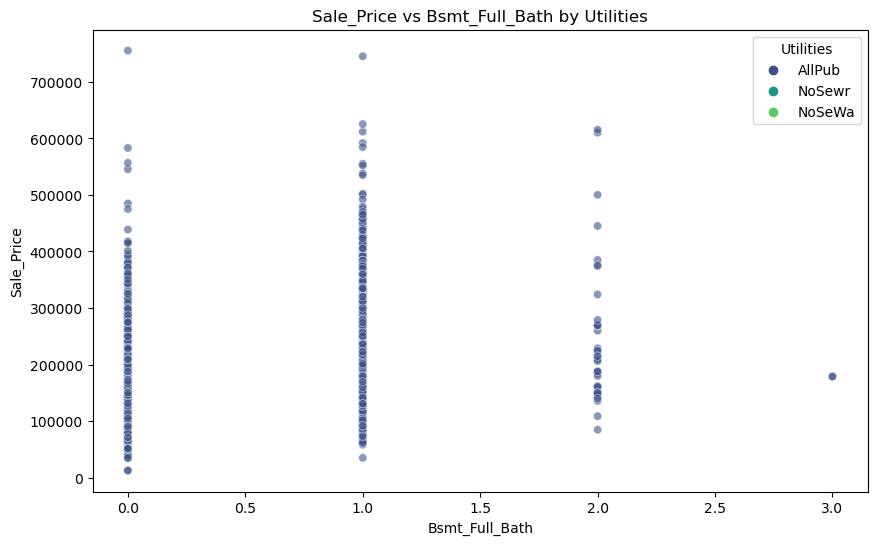 Sale_Price vs Bsmt_Full_Bath by Utilities
Utilities
AllPub
NoSewr
NoSeWa
Sale_Price
700000
600000
500000
400000
300000
200000
100000
0
0.0 0.5 1.0 1.5 2.0 2.5 3.0
Bsmt_Full_Bath